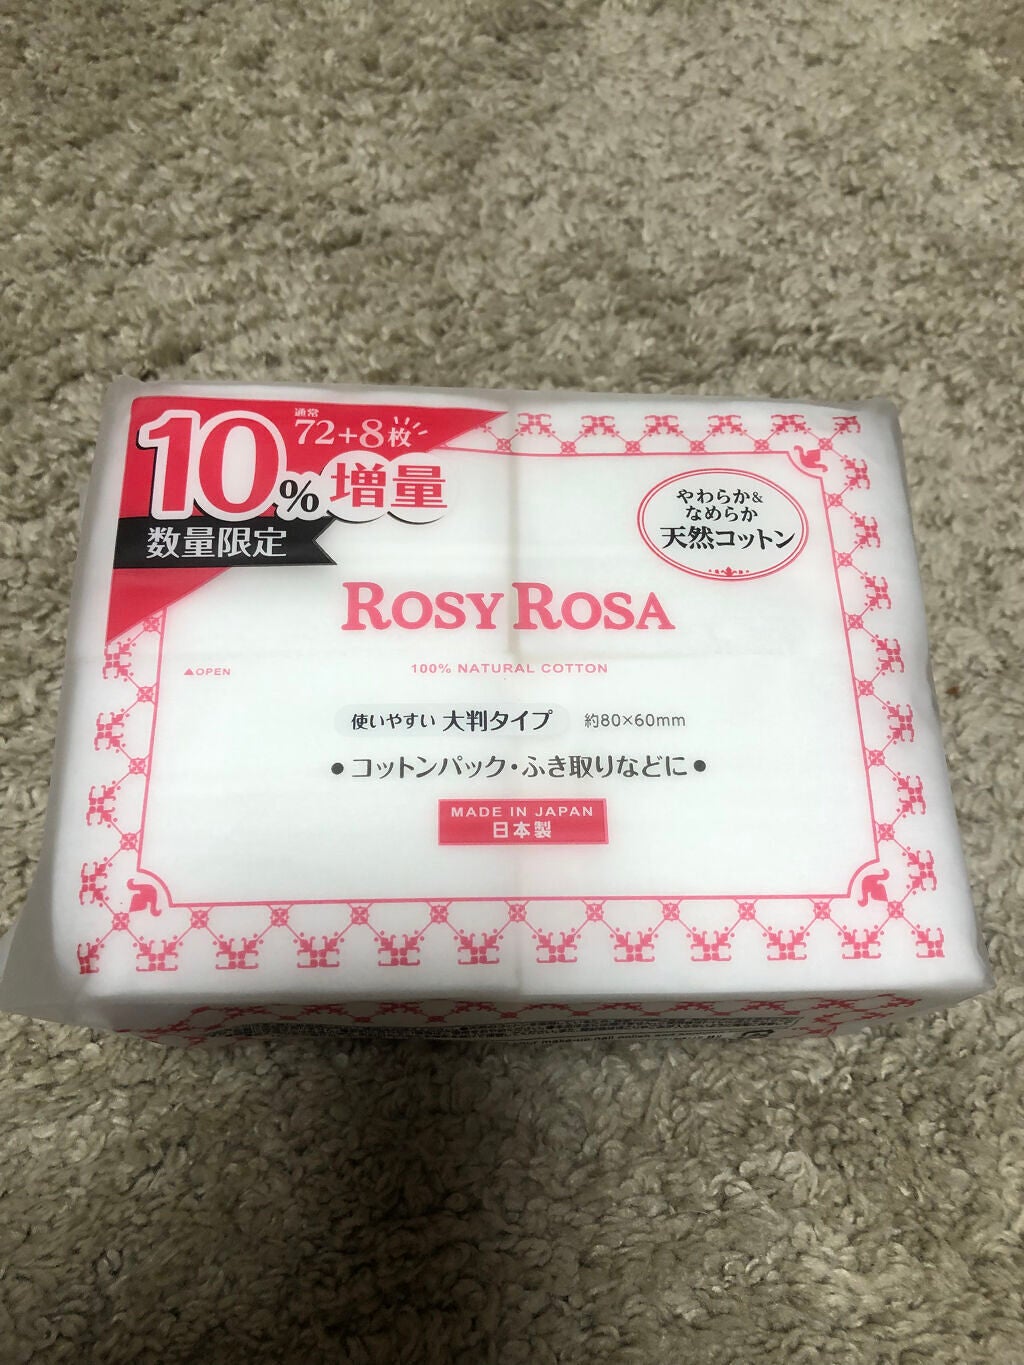 通常
72+8枚
10%増量
数量限定
やわらか&
なめらか
天然コットン
ROSY ROSA
▲OPEN
100% NATURAL COTTON
使いやすい 大判タイプ 約80×60mm
●コットンパック・ふき取りなどに●
MADE IN JAPAN
日本製